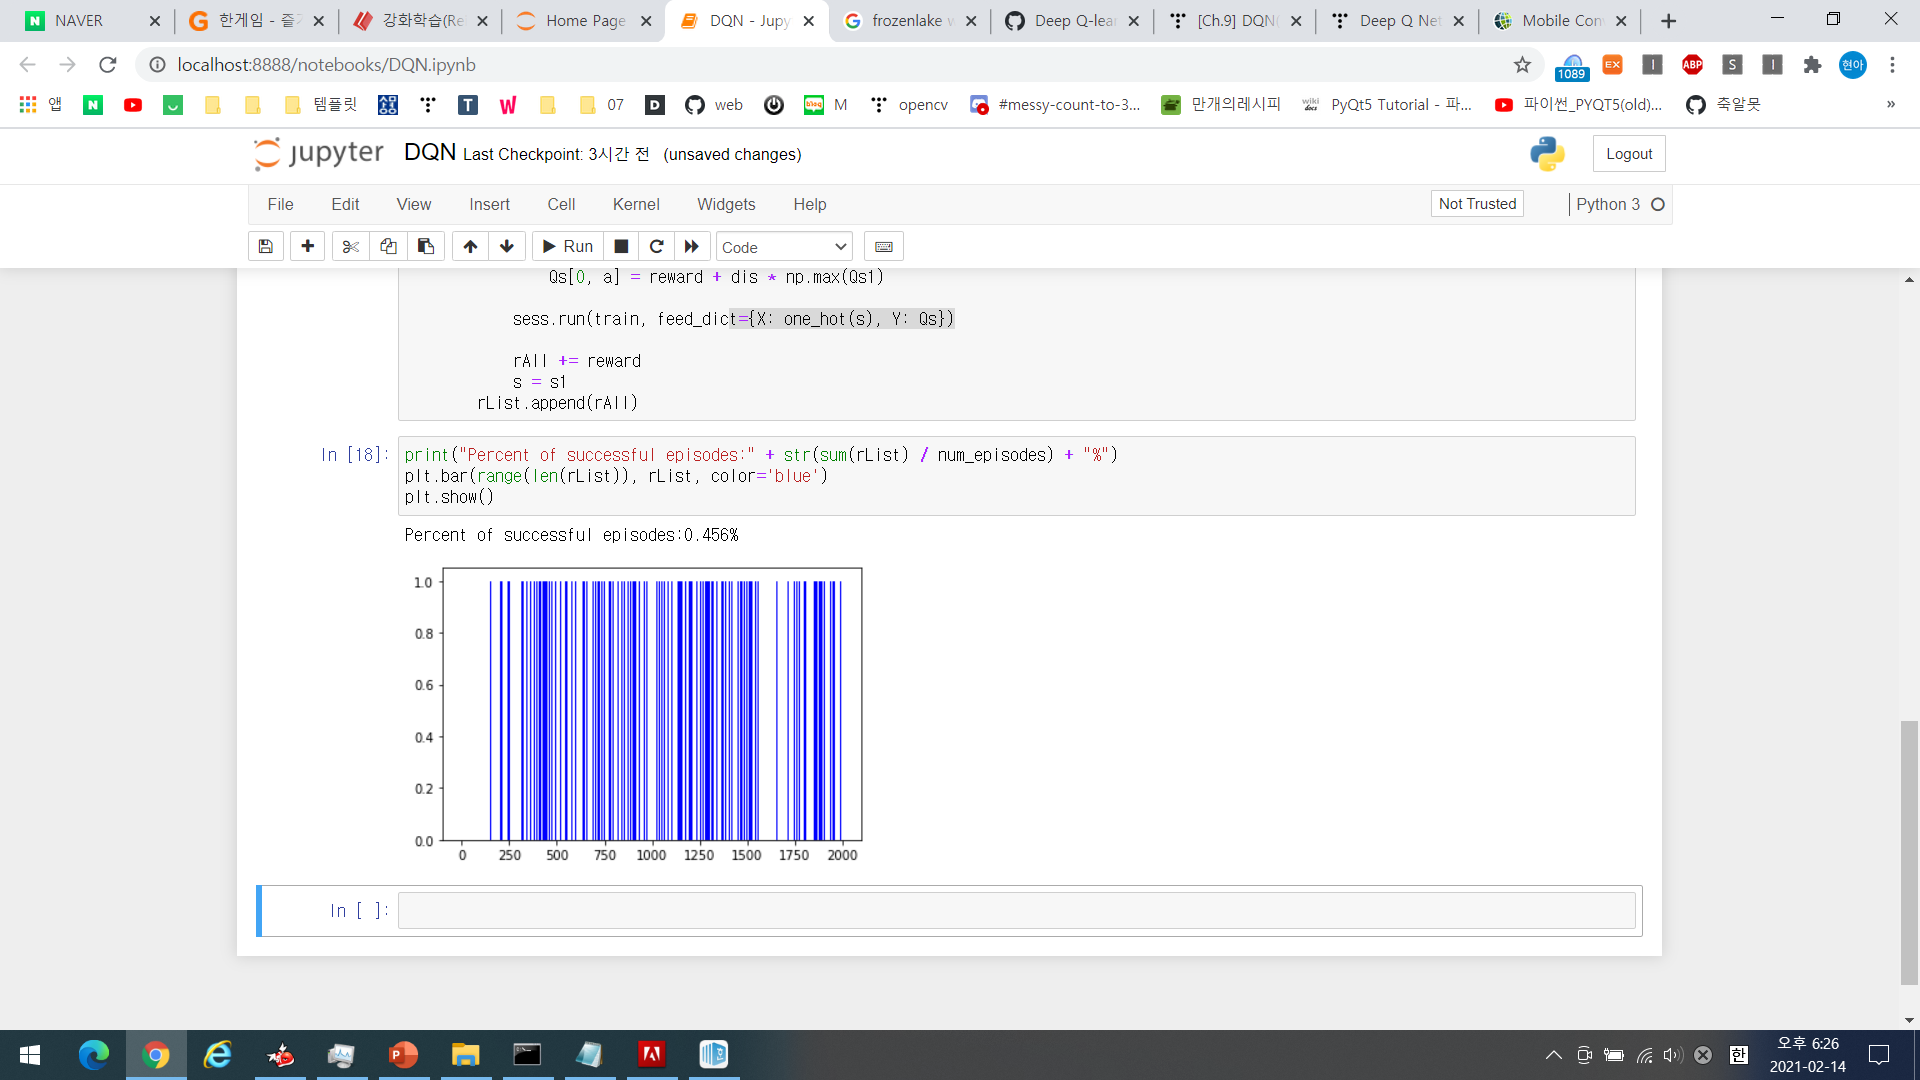 NAVER
한게임 - 즐
강화학습(Re
Home Page
DQN - Jupy
frozenlake w
Deep Q-lea
[Ch.9] DQN
Deep Q Net
Mobile Con
localhost:8888/notebooks/DQN.ipynb
1089
EX
ABP
S
현아
앱
템플릿
07
web
M
opencv
#messy-count-to-3...
만개의레시피
PyQt5 Tutorial - 파...
파이썬_PYQT5(old)...
축알못
»
jupyter DQN Last Checkpoint: 3시간 전 (unsaved changes)
Logout
File Edit View Insert Cell Kernel Widgets Help
Not Trusted
Python 3
Run
Code
Qs[0, a] = reward + dis * np.max(Qs1)
sess.run(train, feed_dict={X: one_hot(s), Y: Qs})
rAll += reward
s = s1
rList.append(rAll)
In [18]:
print("Percent of successful episodes:" + str(sum(rList) / num_episodes) + "%")
plt.bar(range(len(rList)), rList, color='blue')
plt.show()
Percent of successful episodes:0.456%
1.0
0.8
0.6
0.4
0.2
0.0
0 250 500 750 1000 1250 1500 1750 2000
In [ ]:
한
오후 6:26
2021-02-14